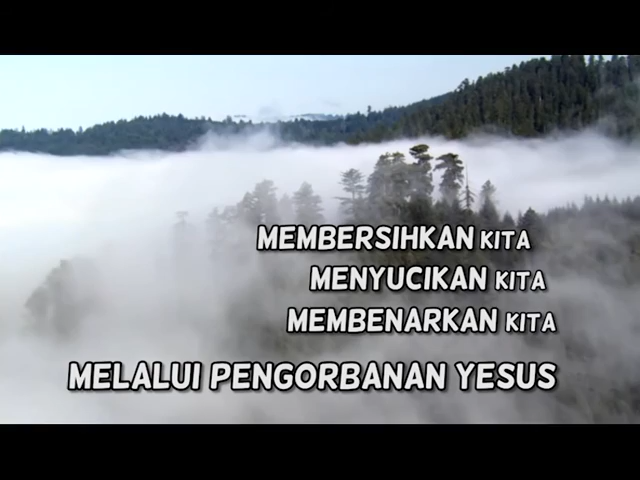 MEMBERSIHKAN KITA
MENYUCIKAN KITA
MEMBENARKAN KITA
MELALUI PENGORBANAN YESUS